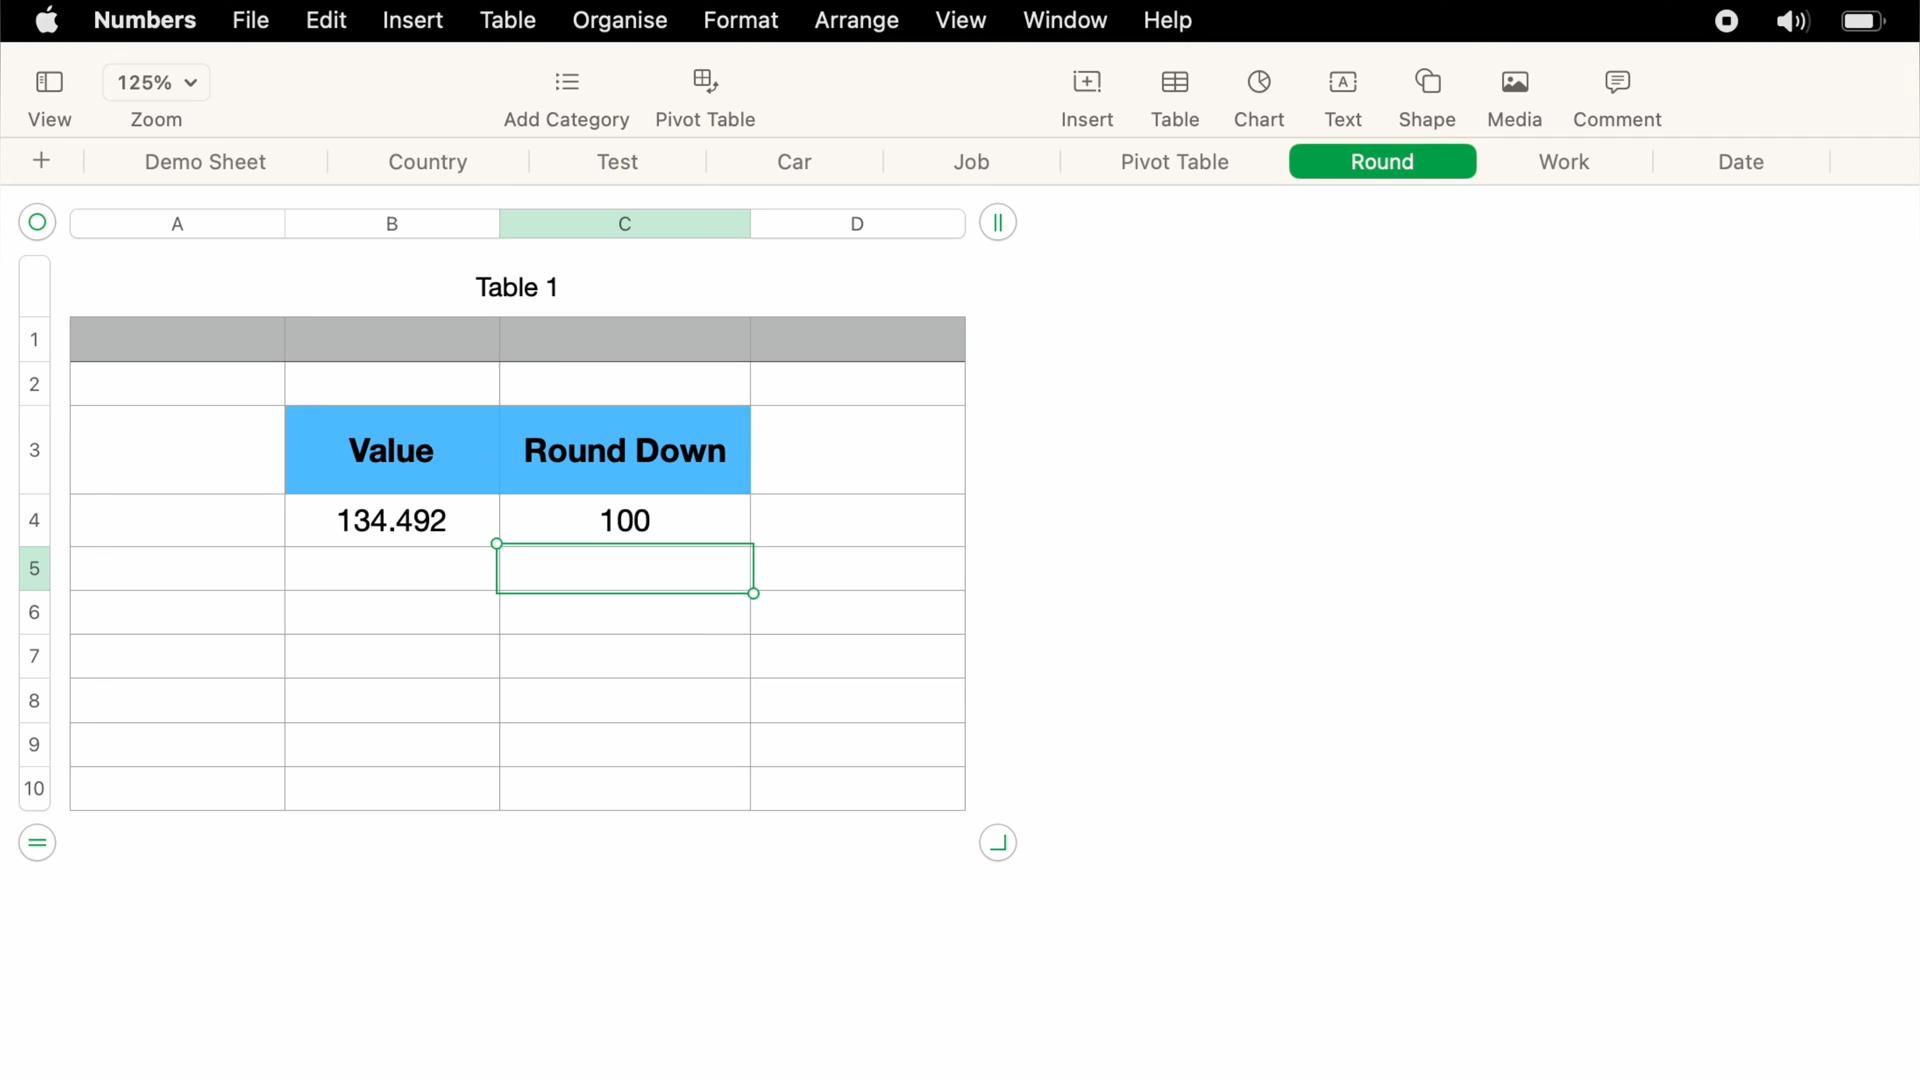 Numbers File Edit Insert Table Organise Format Arrange View Window Help
125%
View Zoom Add Category Pivot Table Insert Table Chart Text Shape Media Comment
Demo Sheet Country Test Car Job Pivot Table Round Work Date
A B C D
Table 1
1
2
3 Value Round Down
4 134.492 100
5
6
7
8
9
10